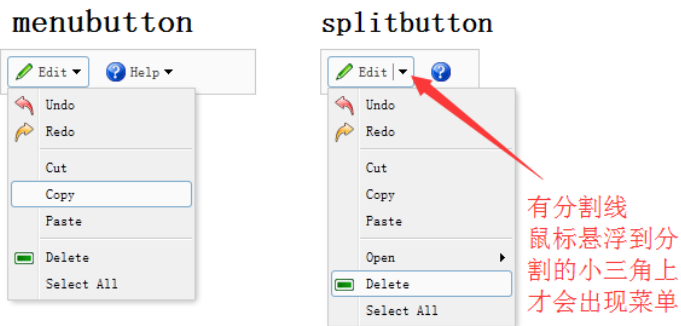 menubutton
Edit
Help
Undo
Redo
Cut
Copy
Paste
Delete
Select All
splitbutton
Edit
Undo
Redo
Cut
Copy
Paste
Open
Delete
Select All
有分割线
鼠标悬浮到分
割的小三角上
才会出现菜单